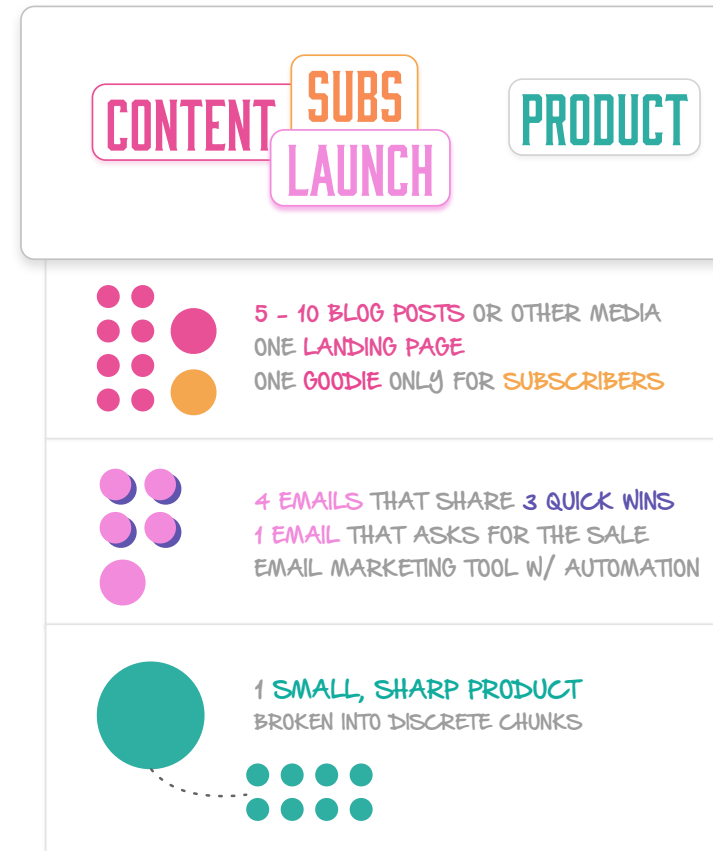 CONTENT
SUBS
LAUNCH
PRODUCT
5 - 10 BLOG POSTS OR OTHER MEDIA
ONE LANDING PAGE
ONE GOODIE ONLY FOR SUBSCRIBERS
4 EMAILS THAT SHARE 3 QUICK WINS
1 EMAIL THAT ASKS FOR THE SALE
EMAIL MARKETING TOOL W/ AUTOMATION
1 SMALL, SHARP PRODUCT
BROKEN INTO DISCRETE CHUNKS